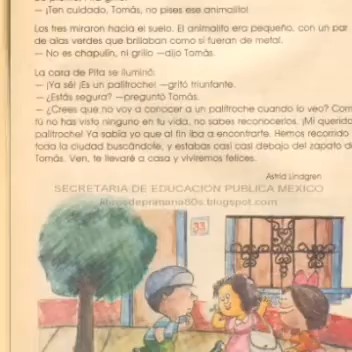 — ¡Ten cuidado, Tomás, no pises ese animalito!
Los tres miraron hacia el suelo. El animalito era pequeño, con un par
de alas verdes que brillaban como si fueran de metal.
— No es chapulín, ni grillo —dijo Tomás.
La cara de Pita se iluminó:
— ¡Ya sé! ¡Es un palitroche! —gritó triunfante.
— ¿Estás segura? —preguntó Tomás.
— ¿Crees que no voy a conocer a un palitroche cuando lo veo? Com
tú no has visto ninguno en tu vida, no sabes reconocerlos. ¡Mi querido
palitroche! Ya sabía yo que al fin iba a encontrarte. Hemos recorrido
toda la ciudad buscándote, y estabas casi casi debajo del zapato d
Tomás. Ven, te llevaré a casa y viviremos felices.
Astrid Lindgren
SECRETARIA DE EDUCACION PUBLICA MEXICO
librosdeprimaria80s.blogspot.com
33